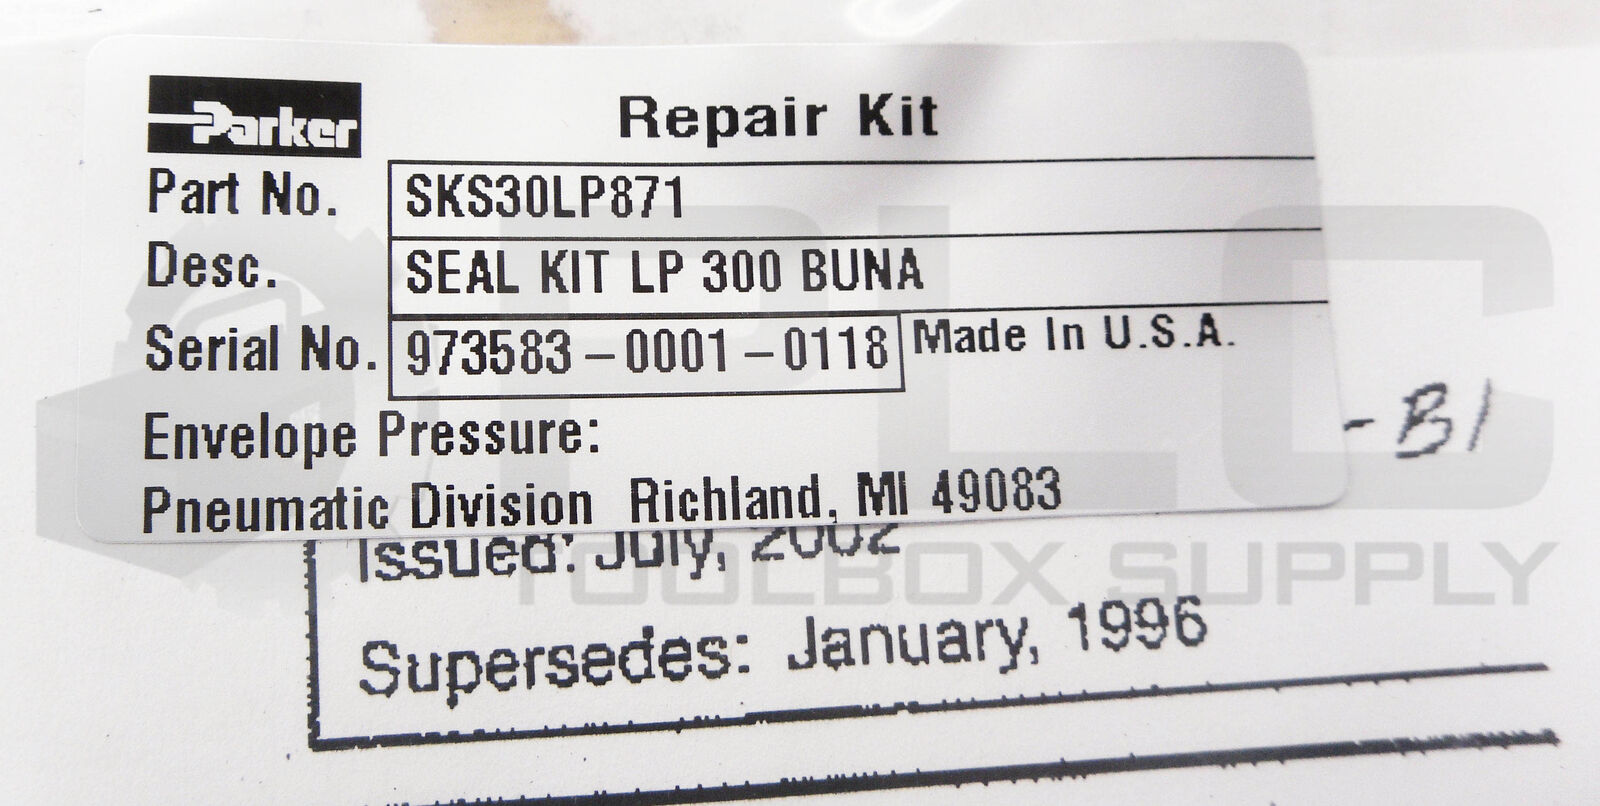 Parker
Repair Kit
Part No. SKS30LP871
Desc. SEAL KIT LP 300 BUNA
Serial No. 973583-0001-0118 Made In U.S.A.
Envelope Pressure:
Pneumatic Division Richland, MI 49083
-B1
Issued: July, 2002
Supersedes: January, 1996
PLC
TOOLBOX SUPPLY